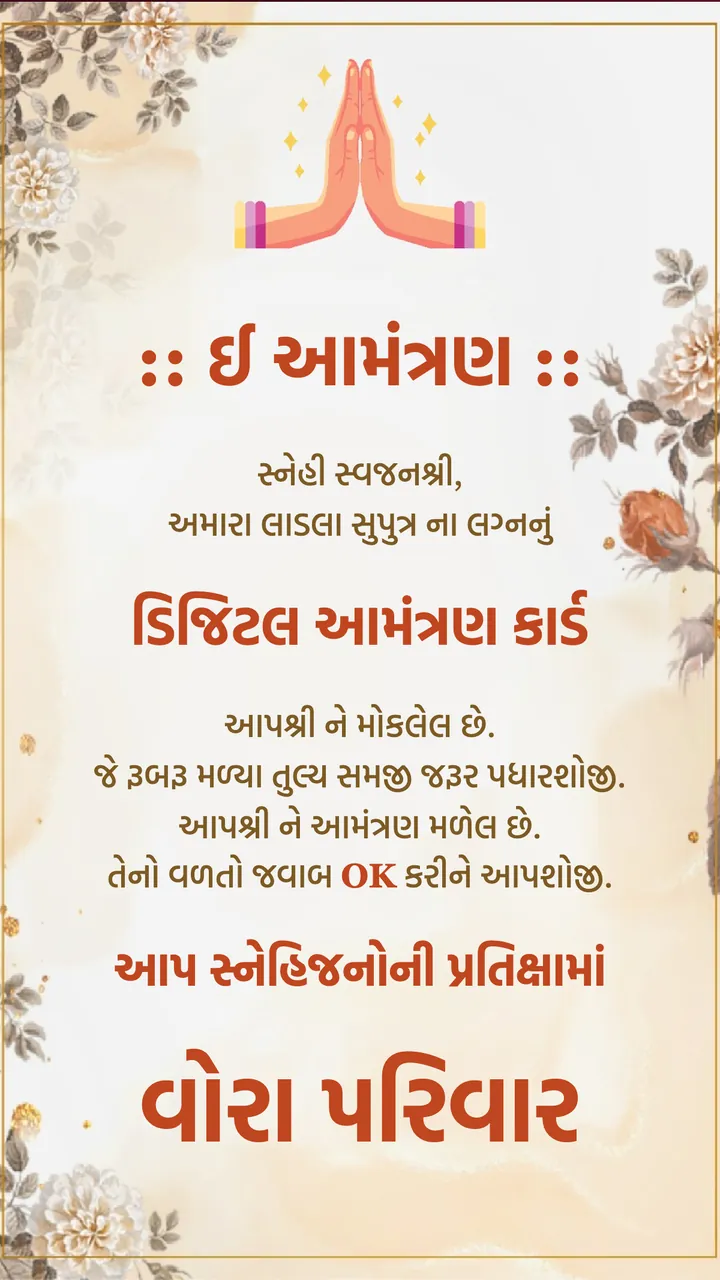 :: ઈ આમંત્રણ ::
સ્નેહી સ્વજનશ્રી,
અમારા લાડલા સુપુત્ર ના લગ્નનું
ડિજિટલ આમંત્રણ કાર્ડ
આપશ્રી ને મોકલેલ છે.
જે રૂબરૂ મળ્યા તુલ્ય સમજી જરૂર પધારશોજી.
આપશ્રી ને આમંત્રણ મળેલ છે.
તેનો વળતો જવાબ OK કરીને આપશોજી.
આપ સ્નેહિજનોની પ્રતિક્ષામાં
વોરા પરિવાર